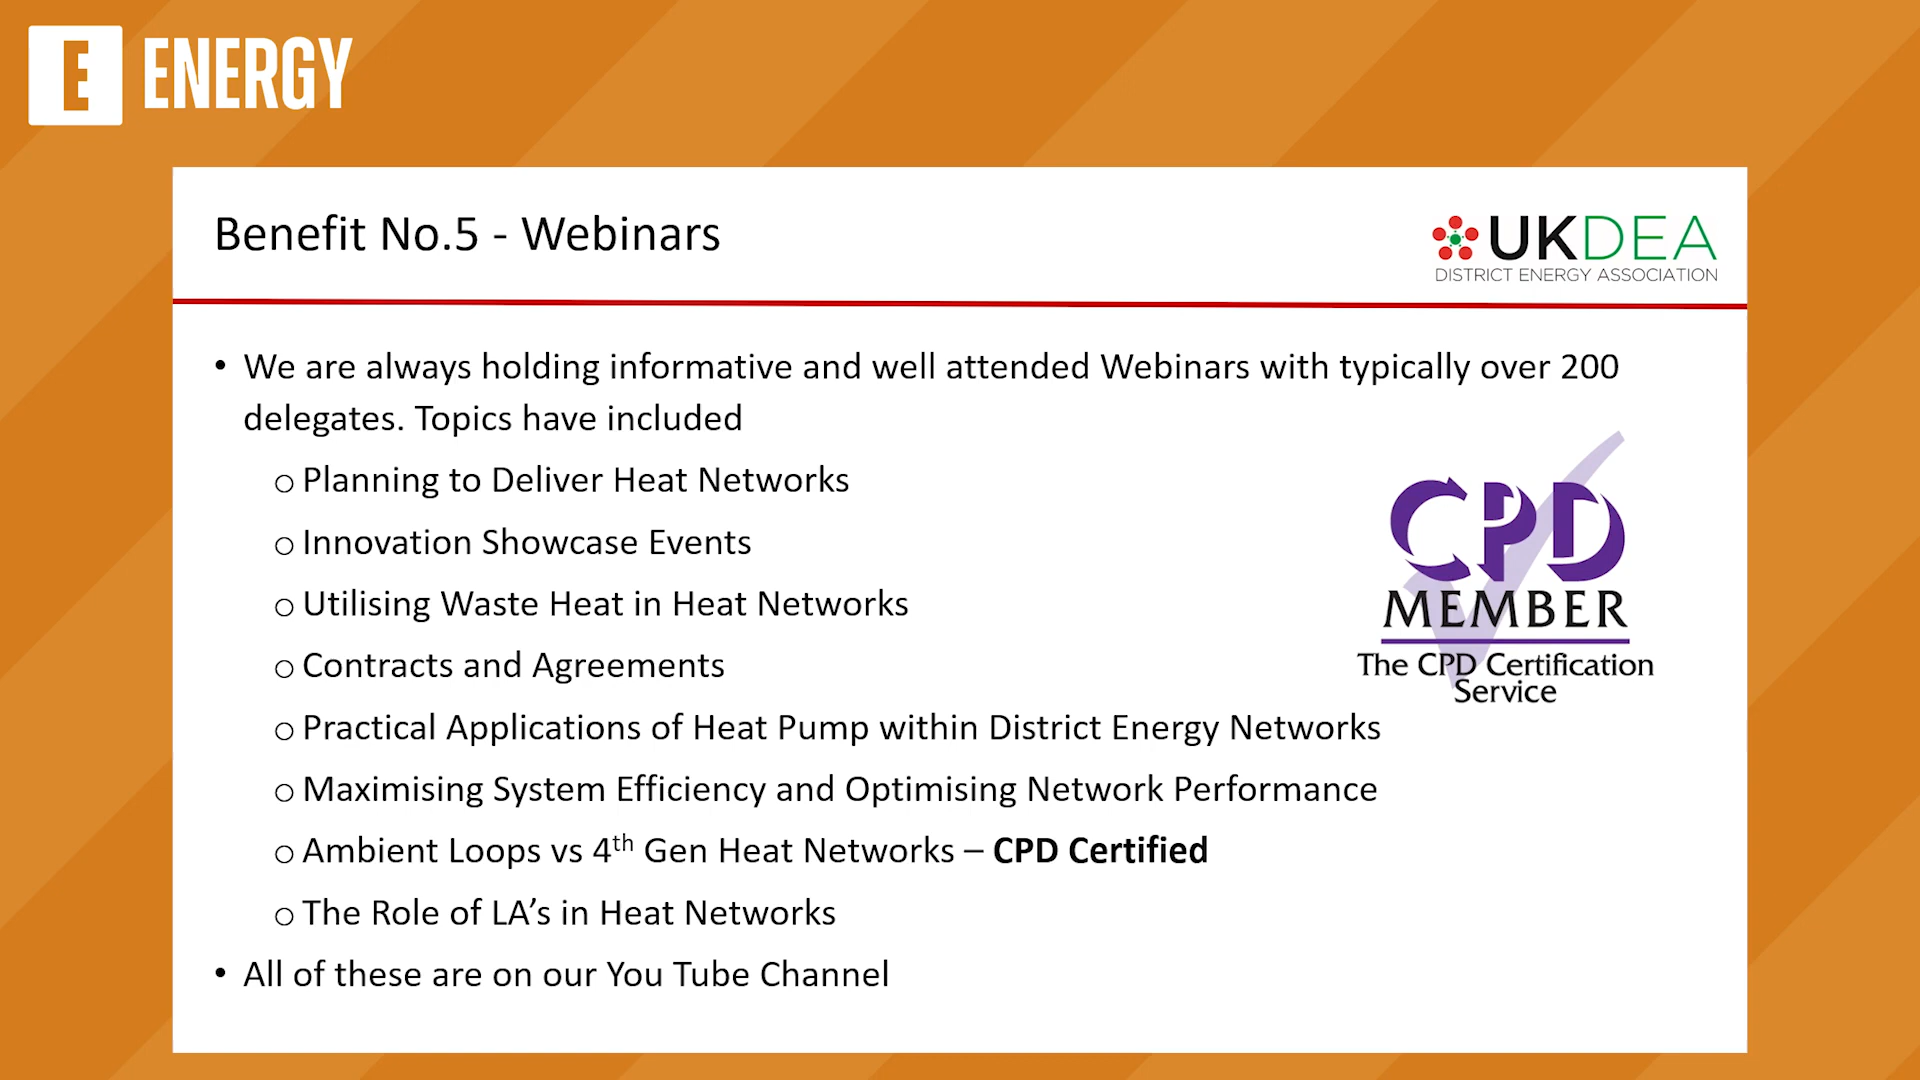 E ENERGY
Benefit No.5 - Webinars
UKDEA
DISTRICT ENERGY ASSOCIATION
• We are always holding informative and well attended Webinars with typically over 200
delegates. Topics have included
o Planning to Deliver Heat Networks
o Innovation Showcase Events
o Utilising Waste Heat in Heat Networks
o Contracts and Agreements
o Practical Applications of Heat Pump within District Energy Networks
o Maximising System Efficiency and Optimising Network Performance
o Ambient Loops vs 4th Gen Heat Networks – CPD Certified
o The Role of LA’s in Heat Networks
• All of these are on our You Tube Channel
CPD
MEMBER
The CPD Certification
Service